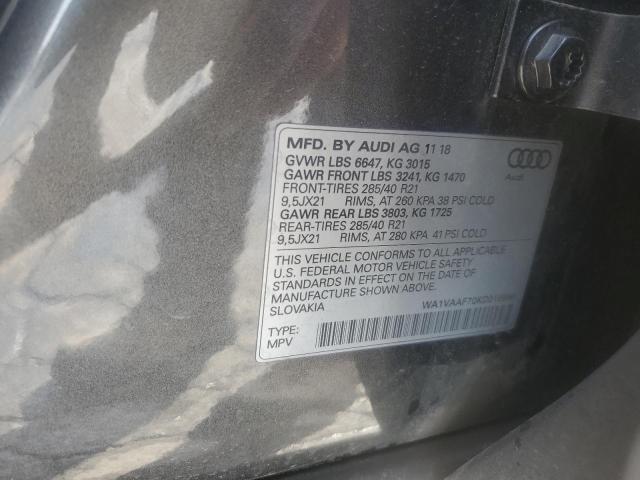 MFD. BY AUDI AG 11 18
GVWR LBS 6647, KG 3015
GAWR FRONT LBS 3241, KG 1470
FRONT-TIRES 285/40 R21
9,5JX21 RIMS, AT 260 KPA 38 PSI COLD
GAWR REAR LBS 3803, KG 1725
REAR-TIRES 285/40 R21
9,5JX21 RIMS, AT 280 KPA 41 PSI COLD
Audi
THIS VEHICLE CONFORMS TO ALL APPLICABLE
U.S. FEDERAL MOTOR VEHICLE SAFETY
STANDARDS IN EFFECT ON THE DATE OF
MANUFACTURE SHOWN ABOVE.
SLOVAKIA
TYPE:
MPV